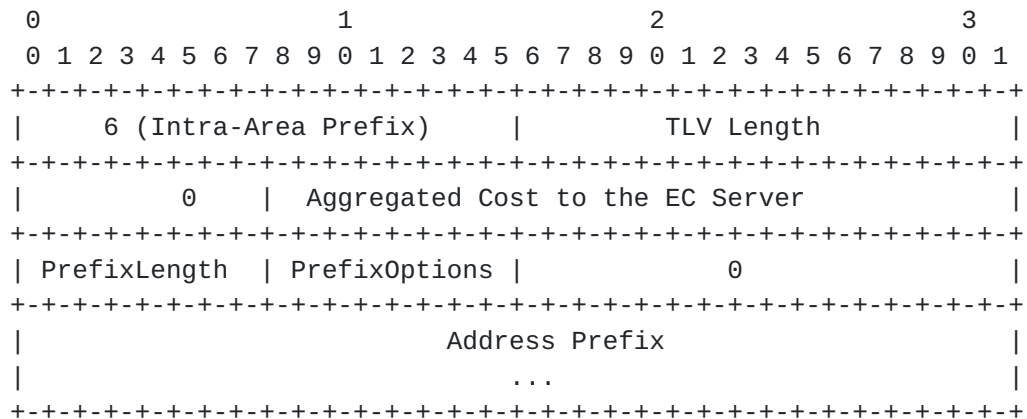 0                   1                   2                   3
 0 1 2 3 4 5 6 7 8 9 0 1 2 3 4 5 6 7 8 9 0 1 2 3 4 5 6 7 8 9 0 1
+-+-+-+-+-+-+-+-+-+-+-+-+-+-+-+-+-+-+-+-+-+-+-+-+-+-+-+-+-+-+-+-+
|     6 (Intra-Area Prefix)     |         TLV Length            |
+-+-+-+-+-+-+-+-+-+-+-+-+-+-+-+-+-+-+-+-+-+-+-+-+-+-+-+-+-+-+-+-+
|          0    |  Aggregated Cost to the EC Server             |
+-+-+-+-+-+-+-+-+-+-+-+-+-+-+-+-+-+-+-+-+-+-+-+-+-+-+-+-+-+-+-+-+
| PrefixLength  | PrefixOptions |             0                 |
+-+-+-+-+-+-+-+-+-+-+-+-+-+-+-+-+-+-+-+-+-+-+-+-+-+-+-+-+-+-+-+-+
|                           Address Prefix                      |
|                               ...                             |
+-+-+-+-+-+-+-+-+-+-+-+-+-+-+-+-+-+-+-+-+-+-+-+-+-+-+-+-+-+-+-+-+